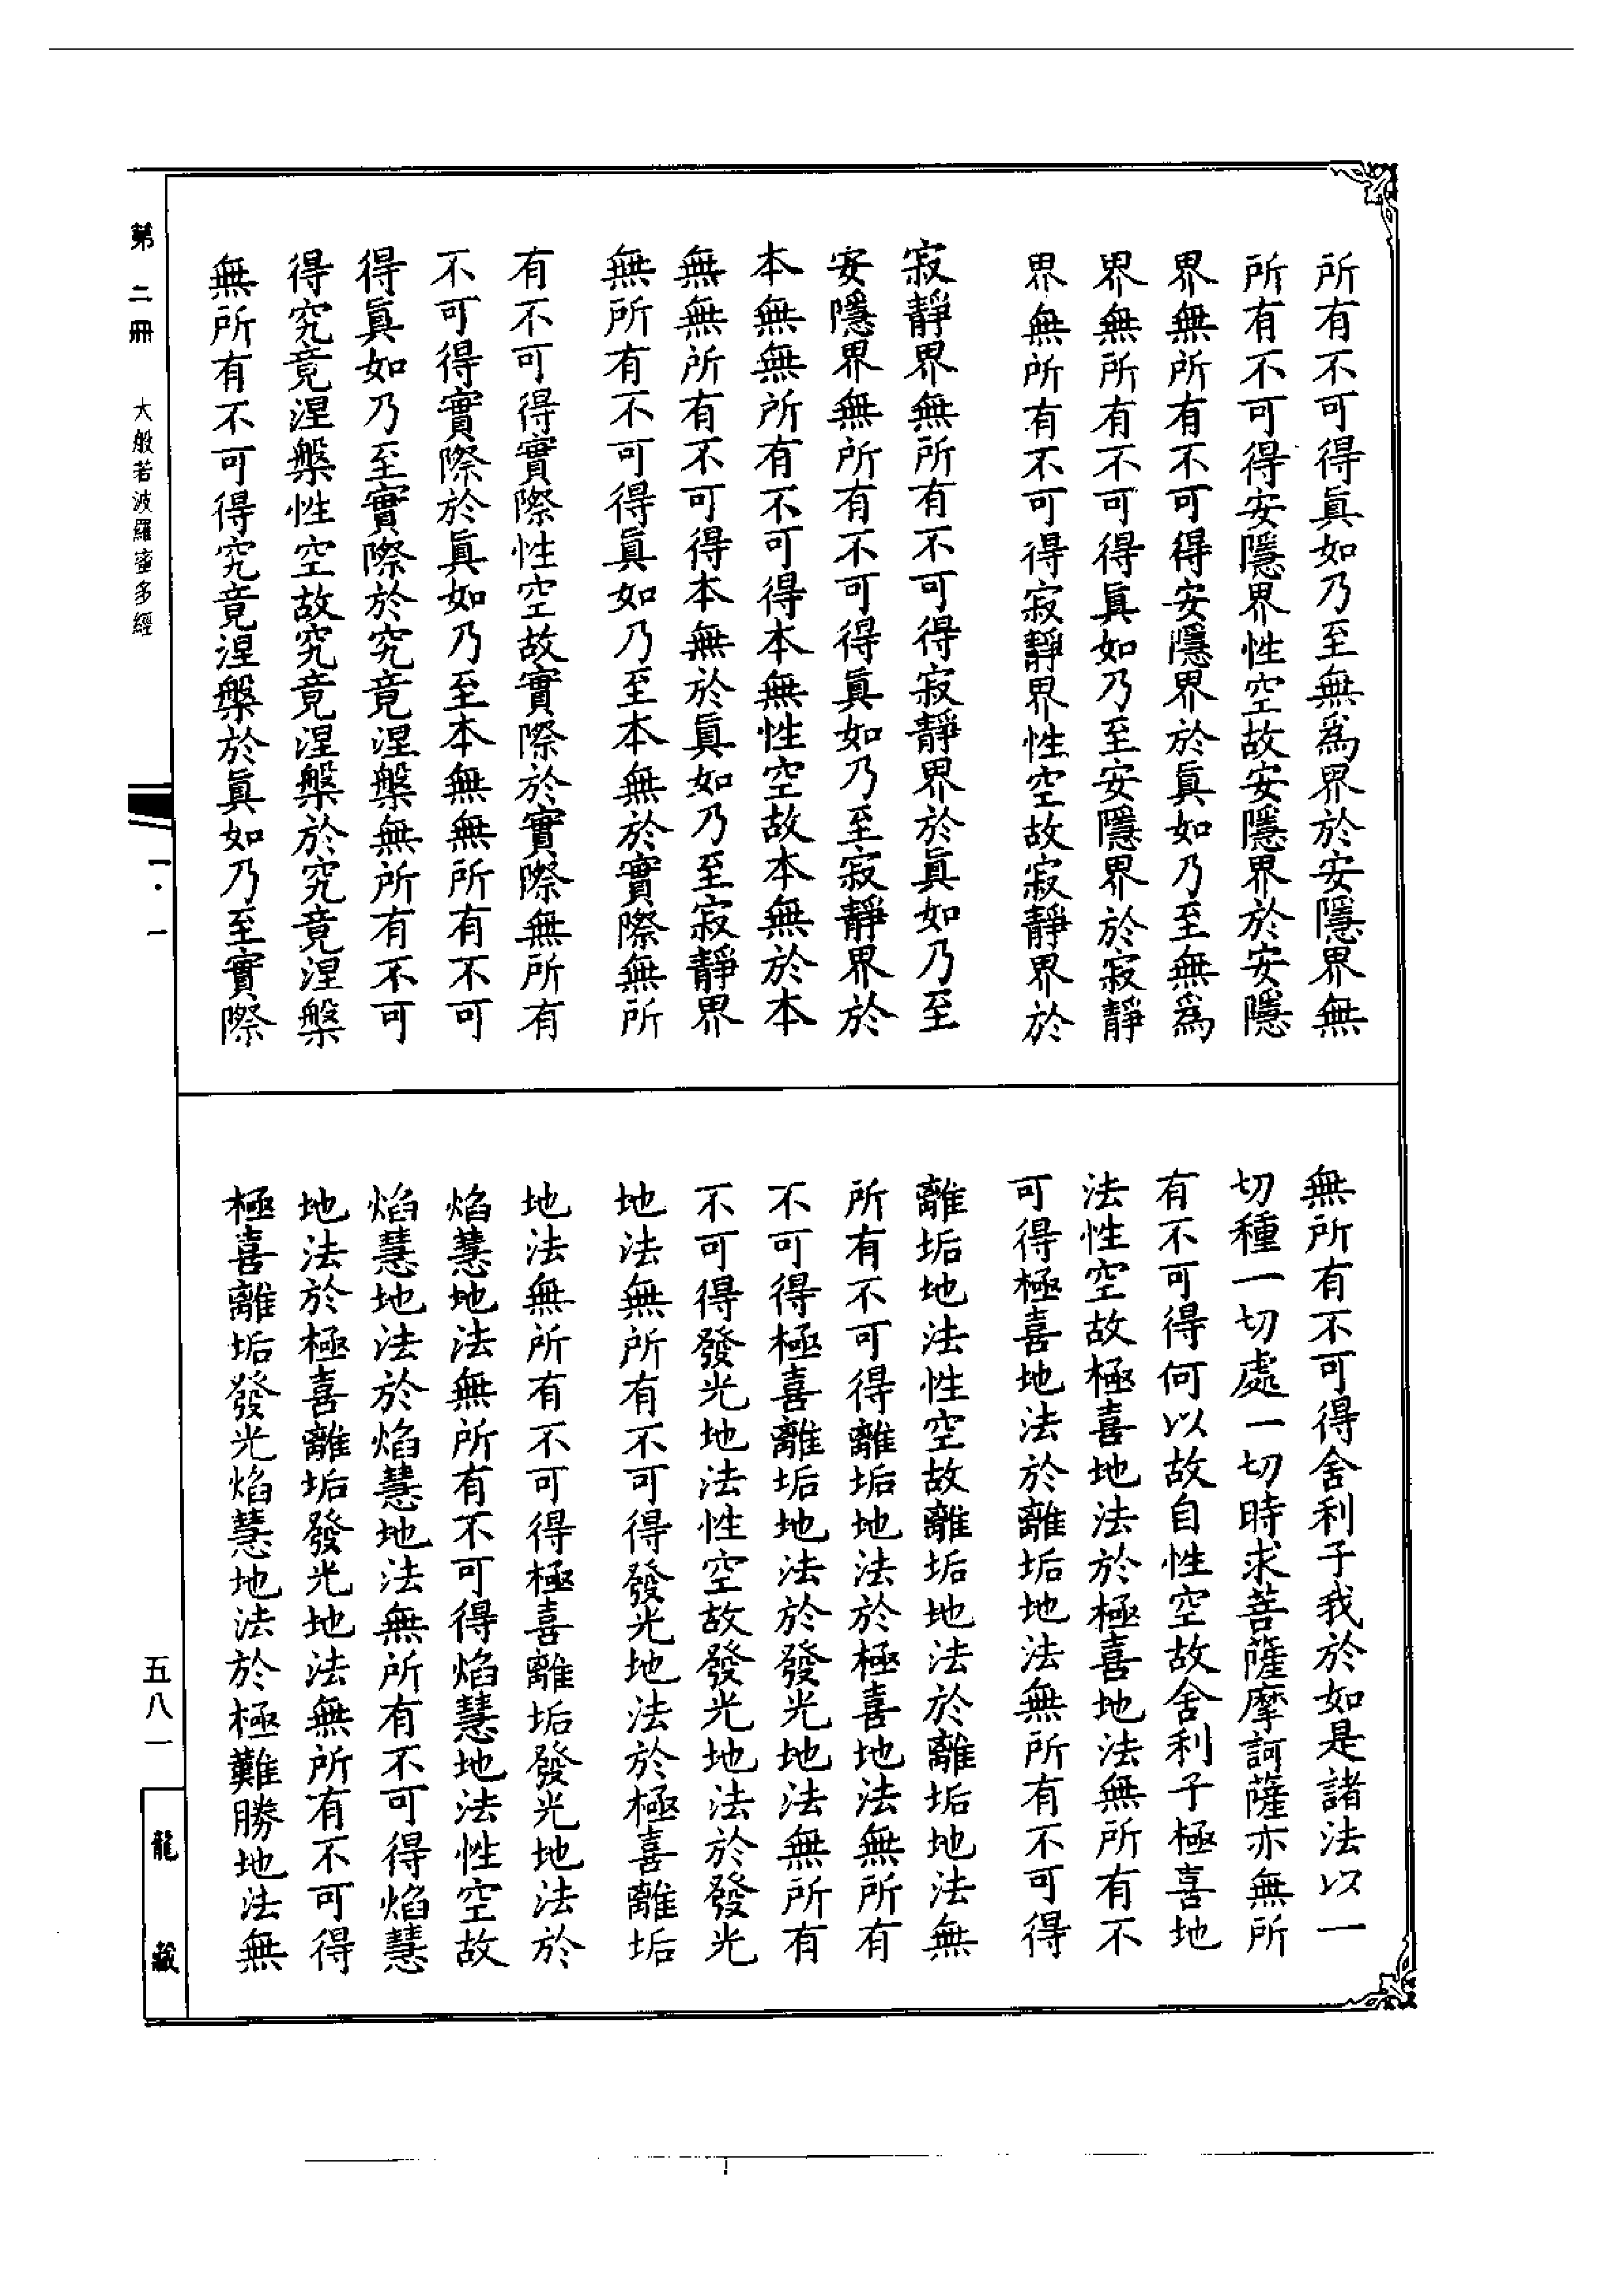 所有不可得眞如乃至無為界於安隱界無
所有不可得安隱界性空故安隱界於安隱
界無所有不可得安隱界於眞如乃至無為
界無所有不可得眞如乃至安隱界於寂靜
界無所有不可得寂靜界性空故寂靜界於
寂靜界無所有不可得寂靜界於眞如乃至
安隱界無所有不可得眞如乃至寂靜界於
本無無所有不可得本無性空故本無於本
無無所有不可得本無於眞如乃至寂靜界
無所有不可得眞如乃至本無於實際無所
有不可得實際性空故實際於實際無所有
不可得實際於眞如乃至本無無所有不可
得眞如乃至實際於究竟涅槃無所有不可
得究竟涅槃性空故究竟涅槃於究竟涅槃
無所有不可得究竟涅槃於眞如乃至實際
無所有不可得舍利子我於如是諸法以一
切種一切處一切時求菩薩摩訶薩亦無所
有不可得何以故自性空故舍利子極喜地
法性空故極喜地法於極喜地法無所有不
可得極喜地法於離垢地法無所有不可得
離垢地法性空故離垢地法於離垢地法無
所有不可得離垢地法於極喜地法無所有
不可得極喜離垢地法於發光地法無所有
不可得發光地法性空故發光地法於發光
地法無所有不可得發光地法於極喜離垢
地法無所有不可得極喜離垢發光地法於
焰慧地法無所有不可得焰慧地法性空故
焰慧地法於焰慧地法無所有不可得焰慧
地法於極喜離垢發光地法無所有不可得
極喜離垢發光焰慧地法於極難勝地法無
第二冊 大般若波羅蜜多經 一·一 五八一 龍藏